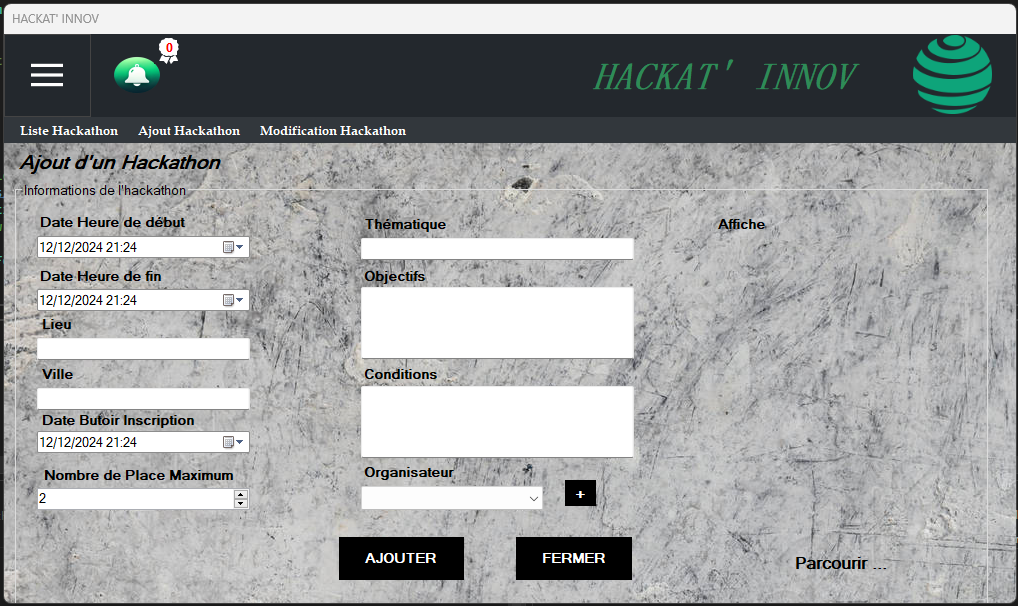 HACKAT' INNOV
0
HACKAT' INNOV
Liste Hackathon Ajout Hackathon Modification Hackathon
Ajout d'un Hackathon
Informations de l'hackathon
Date Heure de début
12/12/2024 21:24
Date Heure de fin
12/12/2024 21:24
Lieu
Ville
Date Butoir Inscription
12/12/2024 21:24
Nombre de Place Maximum
2
Thématique
Objectifs
Conditions
Organisateur
+
Affiche
AJOUTER
FERMER
Parcourir ...